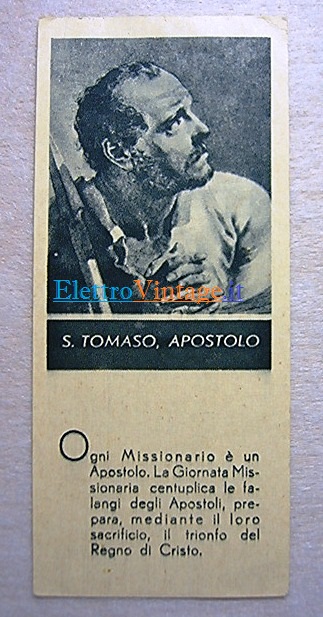 ElettroVintage.it
S. TOMASO, APOSTOLO
Ogni Missionario è un
Apostolo. La Giornata Mis-
sionaria centuplica le fa-
langi degli Apostoli, pre-
para, mediante il loro
sacrificio, il trionfo del
Regno di Cristo.